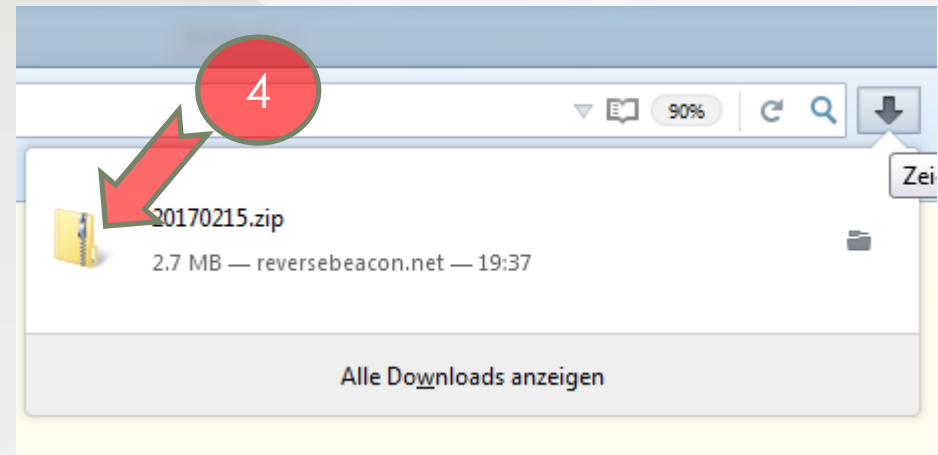 4
90%
Zei
20170215.zip
2.7 MB — reversebeacon.net — 19:37
Alle Downloads anzeigen